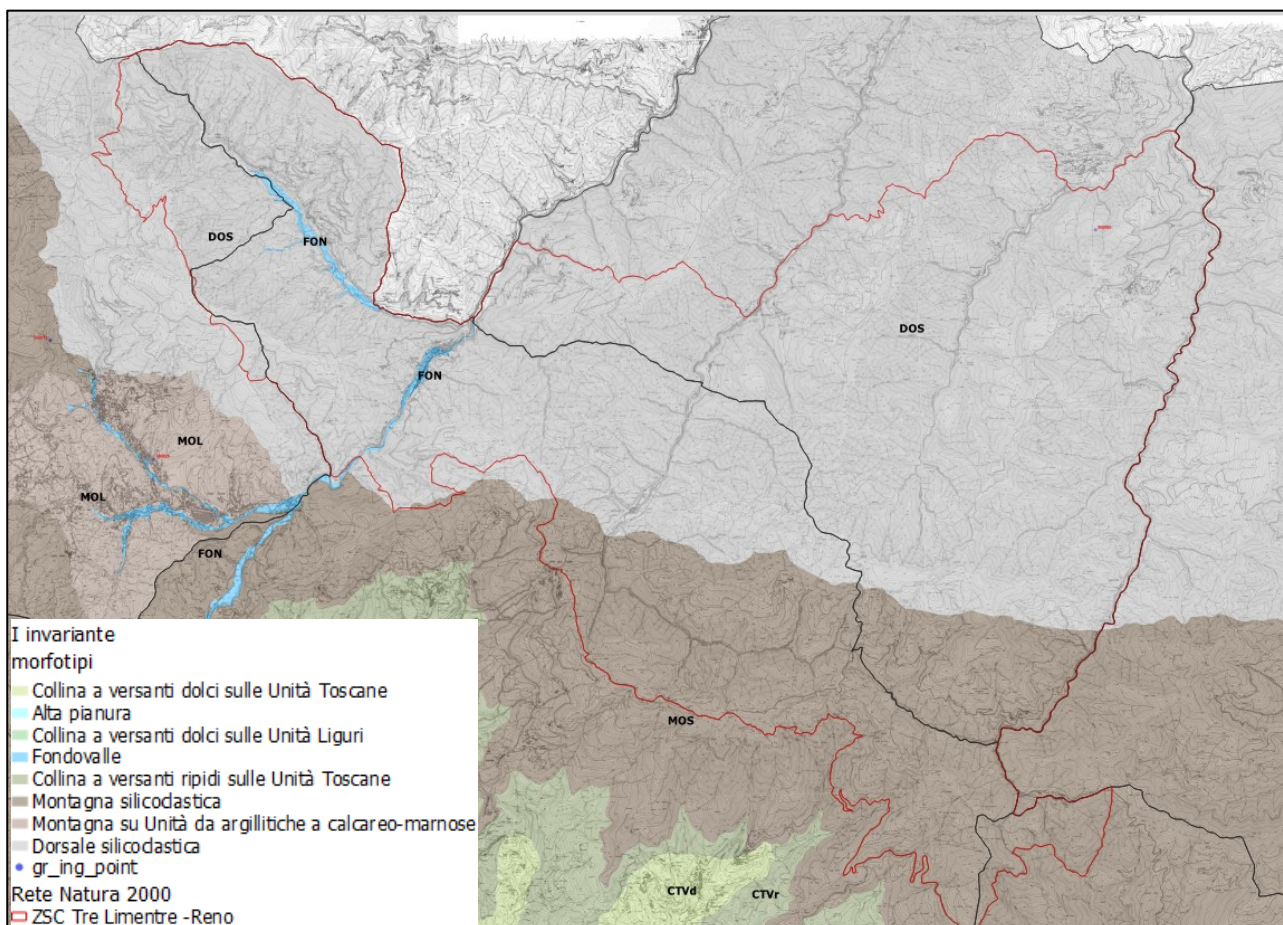 DOS
FON
DOS
FON
MOL
MOL
FON
MOS
CTVd
CTVr
I invariante
morfotipi
Collina a versanti dolci sulle Unità Toscane
Alta pianura
Collina a versanti dolci sulle Unità Liguri
Fondovalle
Collina a versanti ripidi sulle Unità Toscane
Montagna silicoclastica
Montagna su Unità da argillitiche a calcareo-marnose
Dorsale silicoclastica
gr_ing_point
Rete Natura 2000
ZSC Tre Limentre -Reno